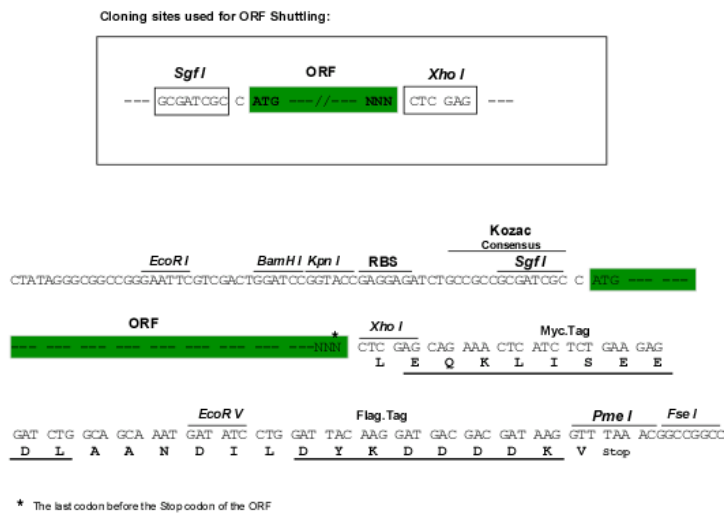 Cloning sites used for ORF Shuttling:
Sgf I ORF Xho I
--- GCGATCGC C ATG ---//--- NNN CTC GAG ---
Kozac
Consensus
EcoR I BamH I Kpn I RBS Sgf I
CTATAGGGCGGCCGGGAATTCGTCGACTGGATCCGGTACCGAGGAGATCTGCCGCCGCGATCGC C ATG --- ---
ORF
* Xho I Myc.Tag
--- --- --- --- --- --- --- --- --- ---NNN CTC GAG CAG AAA CTC ATC TCT GAA GAG
L E Q K L I S E E
EcoR V Flag.Tag Pme I Fse I
GAT CTG GCA GCA AAT GAT ATC CTG GAT TAC AAG GAT GAC GAC GAT AAG GTT TAA ACGGCCGGCC
D L A A N D I L D Y K D D D D K V Stop
* The last codon before the Stop codon of the ORF